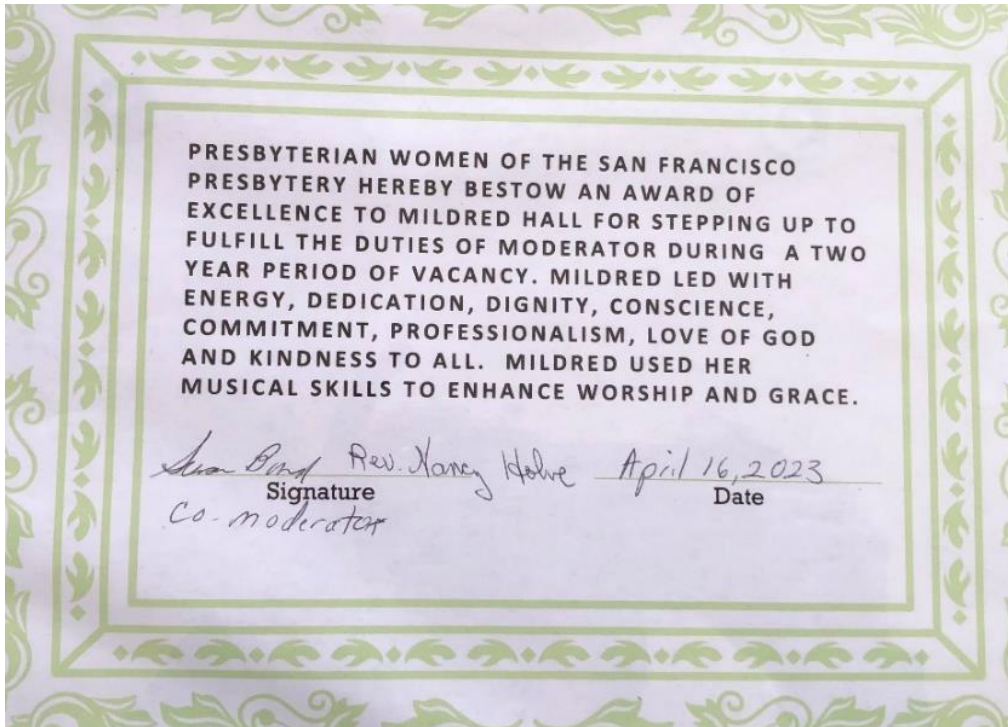 PRESBYTERIAN WOMEN OF THE SAN FRANCISCO
PRESBYTERY HEREBY BESTOW AN AWARD OF
EXCELLENCE TO MILDRED HALL FOR STEPPING UP TO
FULFILL THE DUTIES OF MODERATOR DURING A TWO
YEAR PERIOD OF VACANCY. MILDRED LED WITH
ENERGY, DEDICATION, DIGNITY, CONSCIENCE,
COMMITMENT, PROFESSIONALISM, LOVE OF GOD
AND KINDNESS TO ALL. MILDRED USED HER
MUSICAL SKILLS TO ENHANCE WORSHIP AND GRACE.
Rev. Nancy April 16, 2023
Signature Date
Co-moderator